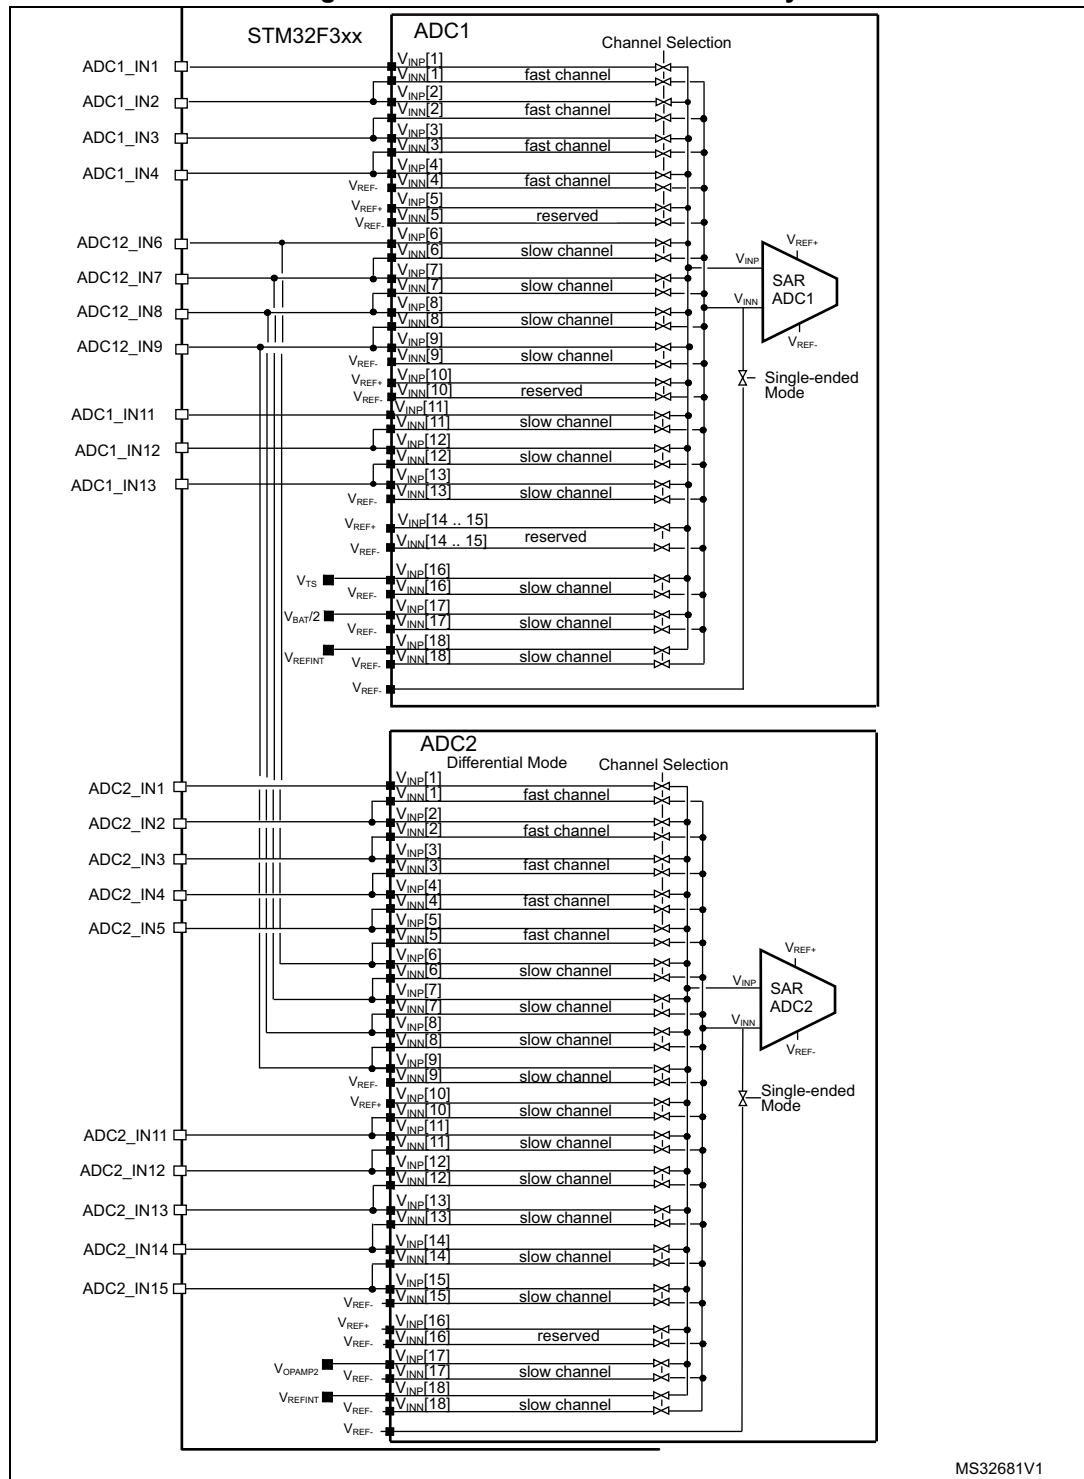 STM32F3xx
ADC1
Channel Selection
ADC1_IN1
VINP[1]
VINN[1]
fast channel
ADC1_IN2
VINP[2]
VINN[2]
fast channel
ADC1_IN3
VINP[3]
VINN[3]
fast channel
ADC1_IN4
VINP[4]
VREF-
VINN[4]
fast channel
VREF+
VINP[5]
VREF-
VINN[5]
reserved
ADC12_IN6
VINP[6]
VINN[6]
slow channel
ADC12_IN7
VINP[7]
VINN[7]
slow channel
ADC12_IN8
VINP[8]
VINN[8]
slow channel
ADC12_IN9
VINP[9]
VREF-
VINN[9]
slow channel
VREF+
VINP[10]
VREF-
VINN[10]
reserved
ADC1_IN11
VINP[11]
VINN[11]
slow channel
ADC1_IN12
VINP[12]
VINN[12]
slow channel
ADC1_IN13
VINP[13]
VREF-
VINN[13]
slow channel
VREF+
VINP[14 .. 15]
VREF-
VINN[14 .. 15]
reserved
VTS
VINP[16]
VREF-
VINN[16]
slow channel
VBAT/2
VINP[17]
VREF-
VINN[17]
slow channel
VREFINT
VINP[18]
VREF-
VINN[18]
slow channel
VREF-
VREF+
VINP
SAR
ADC1
VINN
VREF-
Single-ended
Mode
ADC2
Differential Mode
Channel Selection
ADC2_IN1
VINP[1]
VINN[1]
fast channel
ADC2_IN2
VINP[2]
VINN[2]
fast channel
ADC2_IN3
VINP[3]
VINN[3]
fast channel
ADC2_IN4
VINP[4]
VINN[4]
fast channel
ADC2_IN5
VINP[5]
VINN[5]
fast channel
VINP[6]
VINN[6]
slow channel
VINP[7]
VINN[7]
slow channel
VINP[8]
VINN[8]
slow channel
VINP[9]
VREF-
VINN[9]
slow channel
VREF+
VINP[10]
VINN[10]
slow channel
ADC2_IN11
VINP[11]
VINN[11]
slow channel
ADC2_IN12
VINP[12]
VINN[12]
slow channel
ADC2_IN13
VINP[13]
VINN[13]
slow channel
ADC2_IN14
VINP[14]
VINN[14]
slow channel
ADC2_IN15
VINP[15]
VREF-
VINN[15]
slow channel
VREF+
VINP[16]
VREF-
VINN[16]
reserved
VOPAMP2
VINP[17]
VREF-
VINN[17]
slow channel
VREFINT
VINP[18]
VREF-
VINN[18]
slow channel
VREF-
VREF+
VINP
SAR
ADC2
VINN
VREF-
Single-ended
Mode
MS32681V1